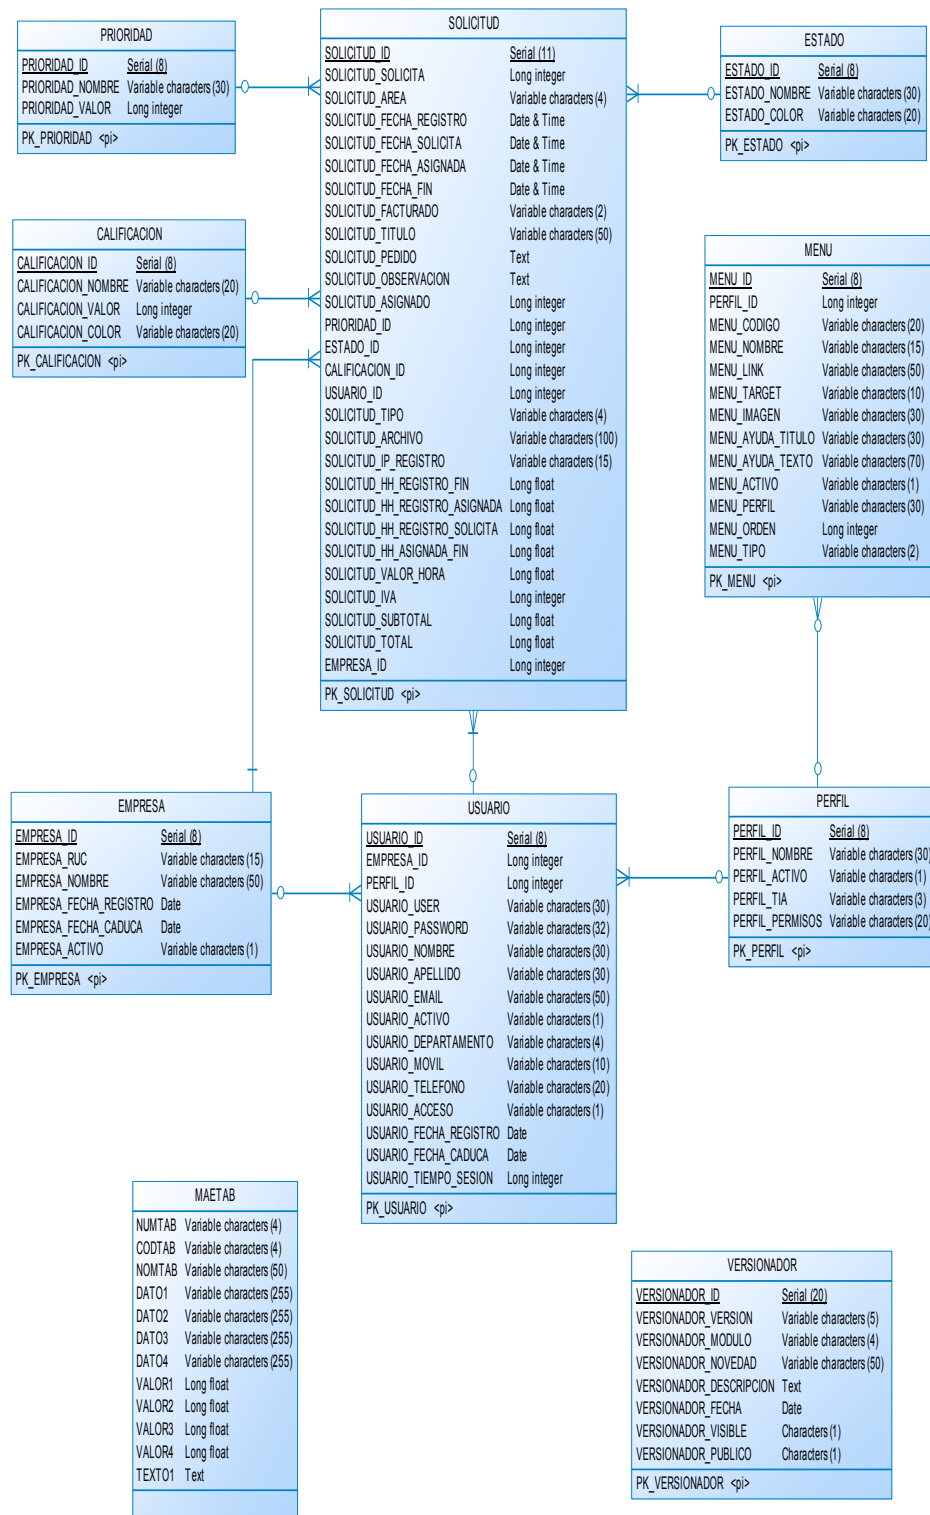 PRIORIDAD
PRIORIDAD_ID Serial (8)
PRIORIDAD_NOMBRE Variable characters (30)
PRIORIDAD_VALOR Long integer
PK_PRIORIDAD <pi>
SOLICITUD
SOLICITUD_ID Serial (11)
SOLICITUD_SOLICITA Long integer
SOLICITUD_AREA Variable characters (4)
SOLICITUD_FECHA_REGISTRO Date & Time
SOLICITUD_FECHA_SOLICITA Date & Time
SOLICITUD_FECHA_ASIGNADA Date & Time
SOLICITUD_FECHA_FIN Date & Time
SOLICITUD_FACTURADO Variable characters (2)
SOLICITUD_TITULO Variable characters (50)
SOLICITUD_PEDIDO Text
SOLICITUD_OBSERVACION Text
SOLICITUD_ASIGNADO Long integer
PRIORIDAD_ID Long integer
ESTADO_ID Long integer
CALIFICACION_ID Long integer
USUARIO_ID Long integer
SOLICITUD_TIPO Variable characters (4)
SOLICITUD_ARCHIVO Variable characters (100)
SOLICITUD_IP_REGISTRO Variable characters (15)
SOLICITUD_HH_REGISTRO_FIN Long float
SOLICITUD_HH_REGISTRO_ASIGNADA Long float
SOLICITUD_HH_REGISTRO_SOLICITA Long float
SOLICITUD_HH_ASIGNADA_FIN Long float
SOLICITUD_VALOR_HORA Long float
SOLICITUD_IVA Long integer
SOLICITUD_SUBTOTAL Long float
SOLICITUD_TOTAL Long float
EMPRESA_ID Long integer
PK_SOLICITUD <pi>
ESTADO
ESTADO_ID Serial (8)
ESTADO_NOMBRE Variable characters (30)
ESTADO_COLOR Variable characters (20)
PK_ESTADO <pi>
CALIFICACION
CALIFICACION_ID Serial (8)
CALIFICACION_NOMBRE Variable characters (20)
CALIFICACION_VALOR Long integer
CALIFICACION_COLOR Variable characters (20)
PK_CALIFICACION <pi>
MENU
MENU_ID Serial (8)
PERFIL_ID Long integer
MENU_CODIGO Variable characters (20)
MENU_NOMBRE Variable characters (15)
MENU_LINK Variable characters (50)
MENU_TARGET Variable characters (10)
MENU_IMAGEN Variable characters (30)
MENU_AYUDA_TITULO Variable characters (30)
MENU_AYUDA_TEXTO Variable characters (70)
MENU_ACTIVO Variable characters (1)
MENU_PERFIL Variable characters (30)
MENU_ORDEN Long integer
MENU_TIPO Variable characters (2)
PK_MENU <pi>
EMPRESA
EMPRESA_ID Serial (8)
EMPRESA_RUC Variable characters (15)
EMPRESA_NOMBRE Variable characters (50)
EMPRESA_FECHA_REGISTRO Date
EMPRESA_FECHA_CADUCA Date
EMPRESA_ACTIVO Variable characters (1)
PK_EMPRESA <pi>
USUARIO
USUARIO_ID Serial (8)
EMPRESA_ID Long integer
PERFIL_ID Long integer
USUARIO_USER Variable characters (30)
USUARIO_PASSWORD Variable characters (32)
USUARIO_NOMBRE Variable characters (30)
USUARIO_APELLIDO Variable characters (30)
USUARIO_EMAIL Variable characters (50)
USUARIO_ACTIVO Variable characters (1)
USUARIO_DEPARTAMENTO Variable characters (4)
USUARIO_MOVIL Variable characters (10)
USUARIO_TELEFONO Variable characters (20)
USUARIO_ACCESO Variable characters (1)
USUARIO_FECHA_REGISTRO Date
USUARIO_FECHA_CADUCA Date
USUARIO_TIEMPO_SESION Long integer
PK_USUARIO <pi>
PERFIL
PERFIL_ID Serial (8)
PERFIL_NOMBRE Variable characters (30)
PERFIL_ACTIVO Variable characters (1)
PERFIL_TIA Variable characters (3)
PERFIL_PERMISOS Variable characters (20)
PK_PERFIL <pi>
MAETAB
NUMTAB Variable characters (4)
CODTAB Variable characters (4)
NOMTAB Variable characters (50)
DATO1 Variable characters (255)
DATO2 Variable characters (255)
DATO3 Variable characters (255)
DATO4 Variable characters (255)
VALOR1 Long float
VALOR2 Long float
VALOR3 Long float
VALOR4 Long float
TEXTO1 Text
VERSIONADOR
VERSIONADOR_ID Serial (20)
VERSIONADOR_VERSION Variable characters (5)
VERSIONADOR_MODULO Variable characters (4)
VERSIONADOR_NOVEDAD Variable characters (50)
VERSIONADOR_DESCRIPCION Text
VERSIONADOR_FECHA Date
VERSIONADOR_VISIBLE Characters (1)
VERSIONADOR_PUBLICO Characters (1)
PK_VERSIONADOR <pi>